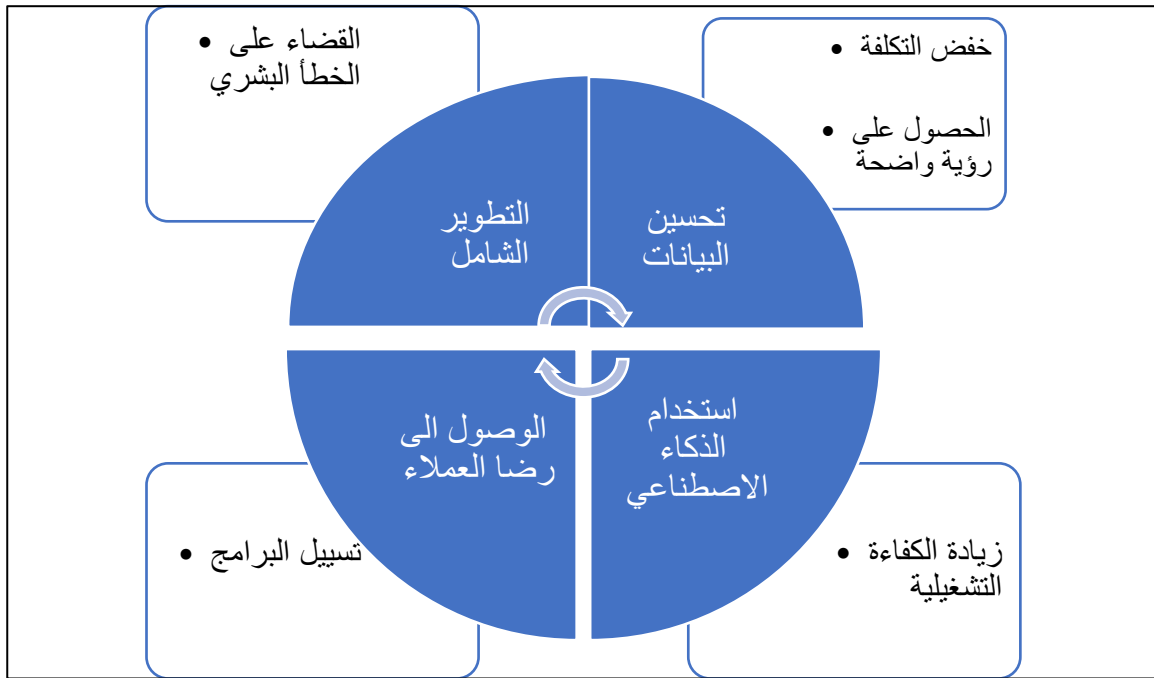 خفض التكلفة
الحصول على
رؤية واضحة
القضاء على
الخطأ البشري
تحسين
البيانات
التطوير
الشامل
استخدام
الذكاء
الاصطناعي
الوصول الى
رضا العملاء
زيادة الكفاءة
التشغيلية
تسييل البرامج